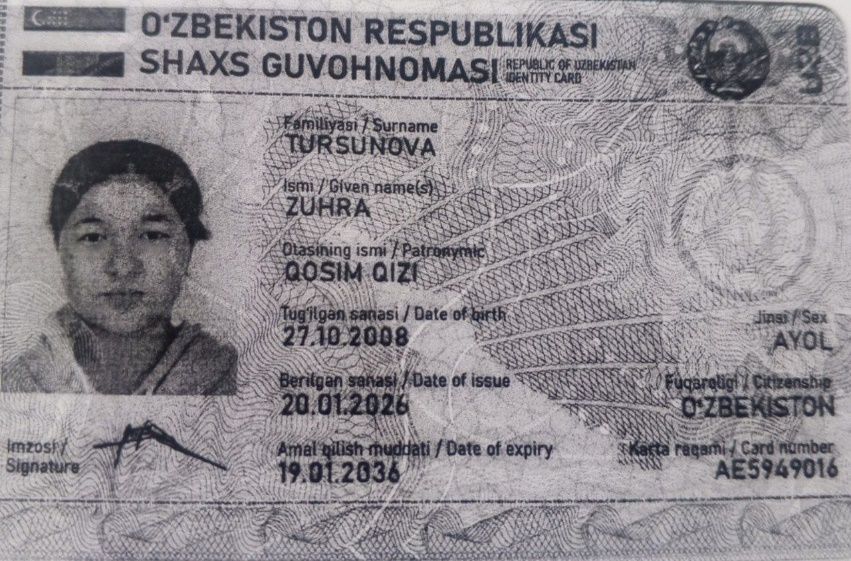 O‘ZBEKISTON RESPUBLIKASI
SHAXS GUVOHNOMASI
REPUBLIC OF UZBEKISTAN
IDENTITY CARD
UZB
Familiyasi / Surname
TURSUNOVA
Ismi / Given name(s)
ZUHRA
Otasining ismi / Patronymic
QOSIM QIZI
Tug‘ilgan sanasi / Date of birth
27.10.2008
Jinsi / Sex
AYOL
Berilgan sanasi / Date of issue
20.01.2026
Fuqaroligi / Citizenship
O‘ZBEKISTON
Amal qilish muddati / Date of expiry
19.01.2036
Karta raqami / Card number
AE5949016
Imzosi /
Signature